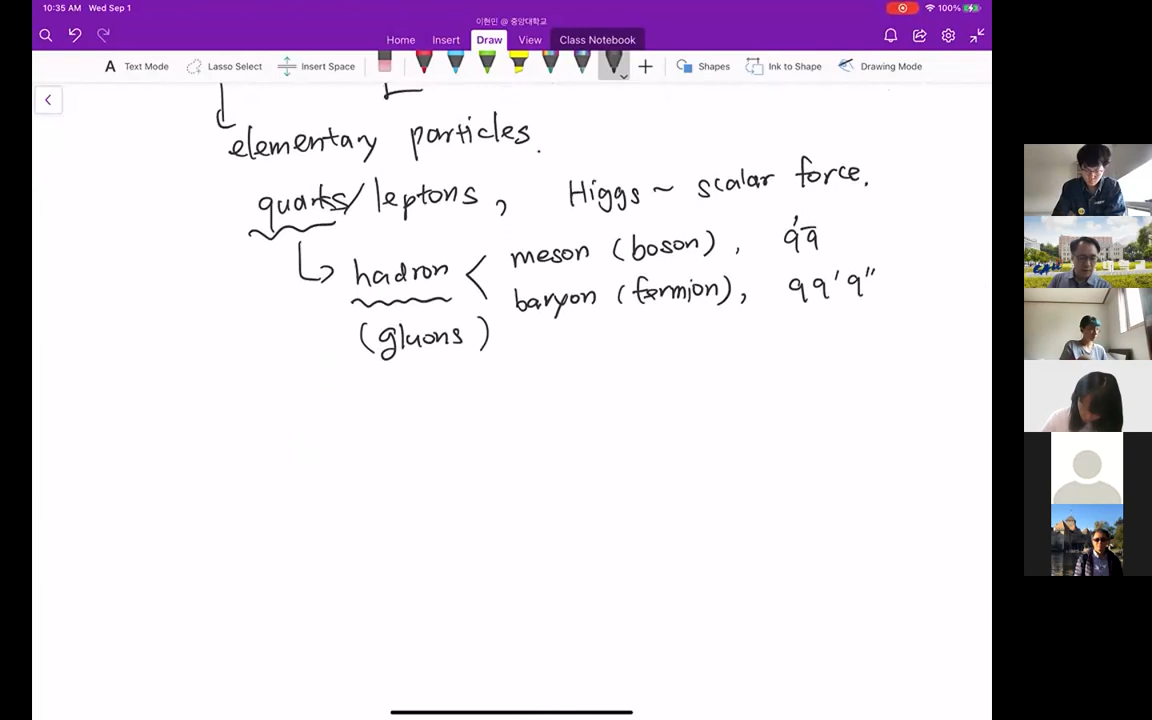 10:35 AM Wed Sep 1
100%
이현민 @ 중앙대학교
Home Insert Draw View Class Notebook
A Text Mode Lasso Select Insert Space Shapes Ink to Shape Drawing Mode
elementary particles.
quarks/leptons, Higgs ~ scalar force.
hadron < meson (boson), q'q̄
baryon (fermion), qq'q"
(gluons)